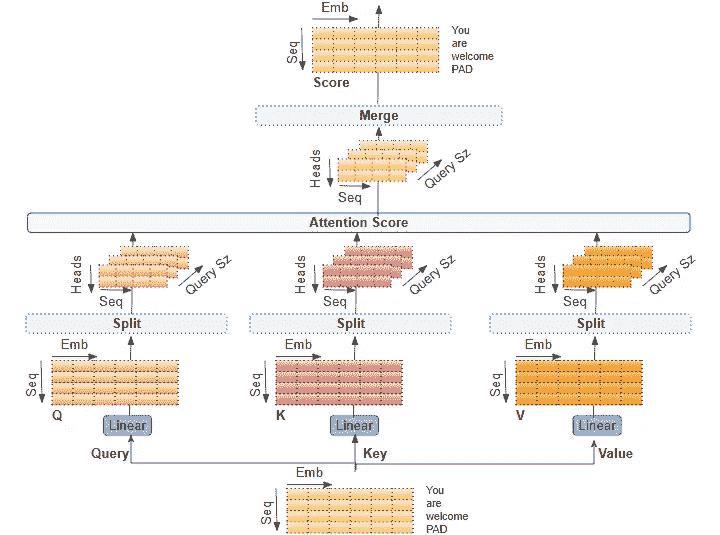 Emb
Seq
You
are
welcome
PAD
Score
Merge
Heads
Query Sz
Seq
Attention Score
Heads
Query Sz
Seq
Heads
Query Sz
Seq
Heads
Query Sz
Seq
Split
Split
Split
Emb
Emb
Emb
Seq
Seq
Seq
Q
K
V
Linear
Linear
Linear
Query
Key
Value
Emb
Seq
You
are
welcome
PAD